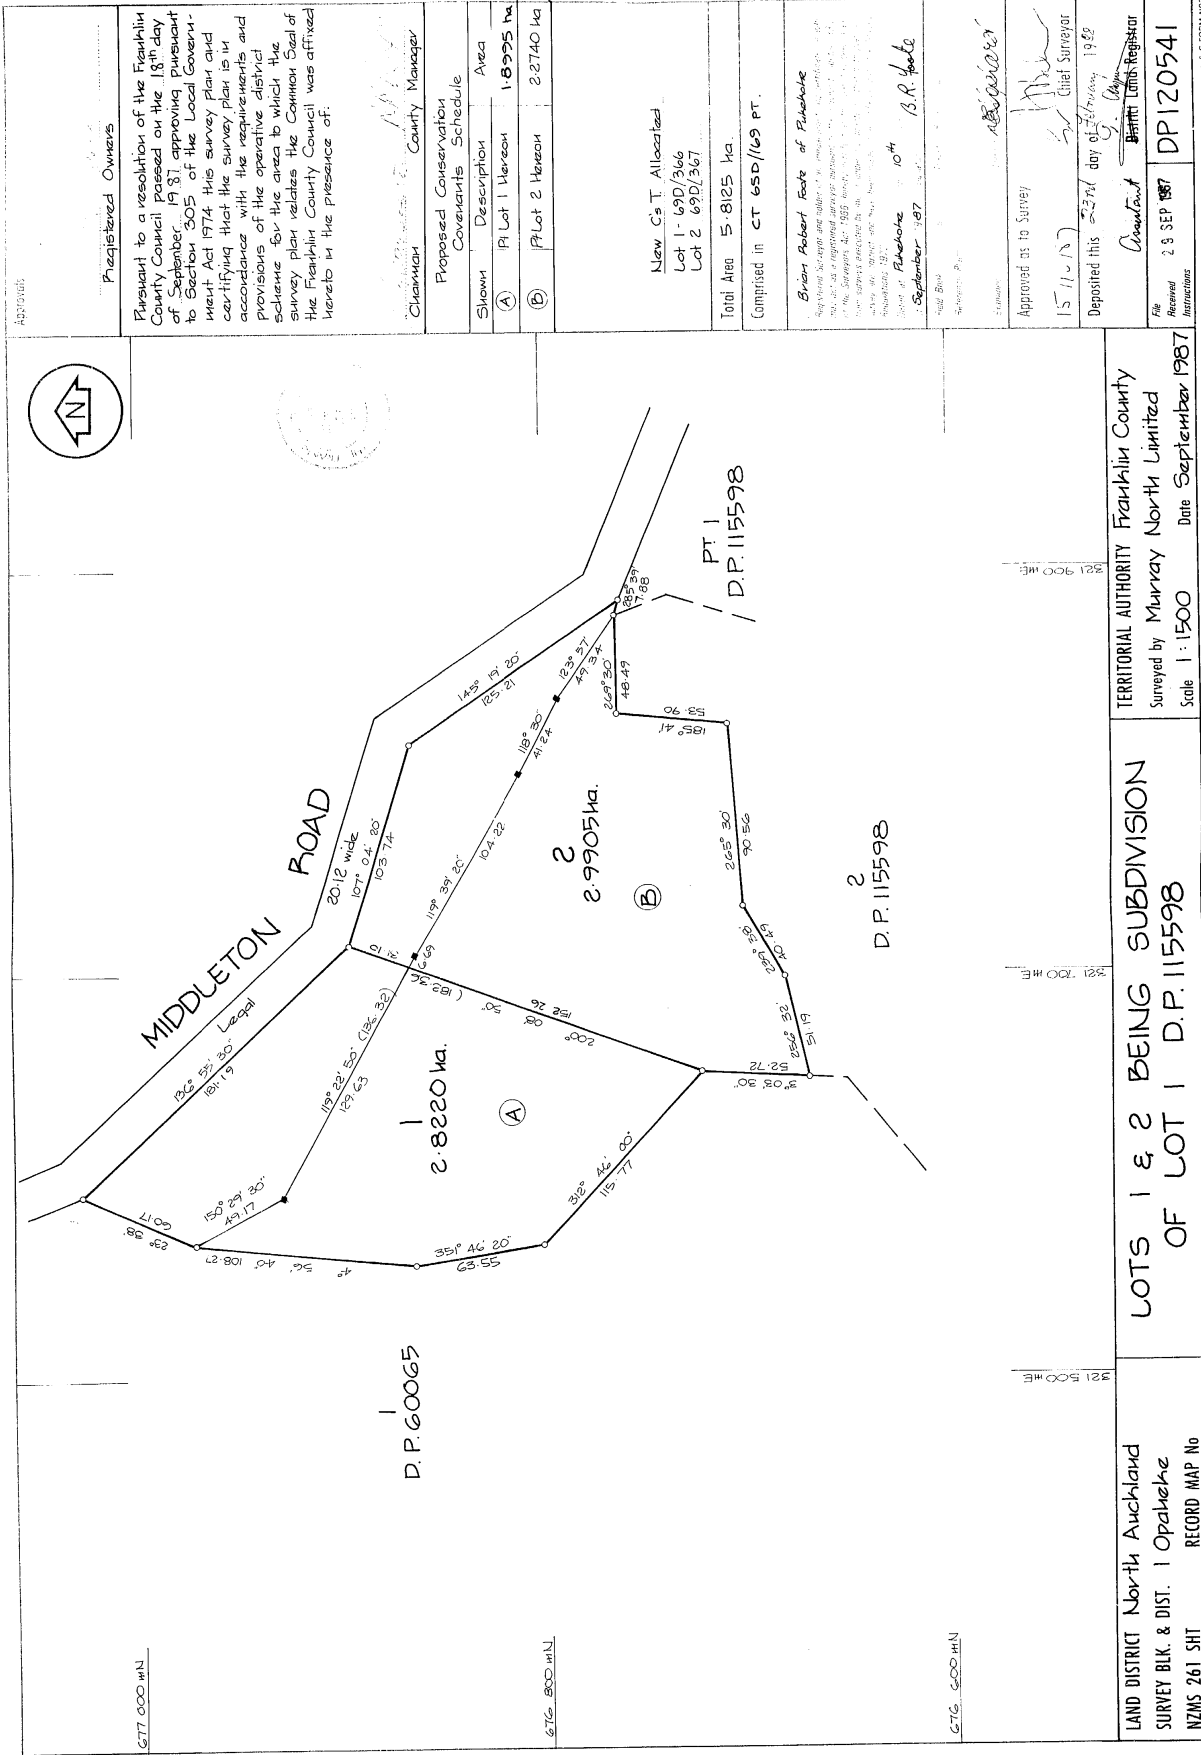 Approvals
Registered Owners
Pursuant to a resolution of the Franklin
County Council passed on the 18th day
of September 1987 approving pursuant
to Section 305 of the Local Govern-
ment Act 1974 this survey plan and
certifying that the survey plan is in
accordance with the requirements and
provisions of the operative district
scheme for the area to which the
survey plan relates the Common Seal of
the Franklin County Council was affixed
hereto in the presence of:
Chairman County Manager
Proposed Conservation
Covenants Schedule
Shown Description Area
A Pt Lot 1 Hereon 1.8995 ha
B Pt Lot 2 Hereon 2.2740 ha
New Cs T. Allocated
Lot 1 - 69D/366
Lot 2 69D/367
Total Area 5.8125 ha.
Comprised in CT 65D/169 PT.
Brian Robert Foote of Pukekohe
Pukekohe 10th
September 1987 B.R. Foote
Approved as to Survey
Chief Surveyor
Deposited this 23rd day of February 1988
Assistant District Land Registrar
File
Received 29 SEP 1987
Instructions
DP120541
N
MIDDLETON ROAD
Legal
20.12 wide
136° 55' 30"
181.19
107° 04' 20"
103.74
145° 19' 20"
125.21
285° 39'
7.88
23° 38'
60.17
150° 29' 30"
49.17
119° 22' 50" (136.32)
129.63
6.69
119° 39' 20"
104.22
118° 30'
41.24
123° 57'
49.34
269° 30'
48.49
185° 41'
53.90
265° 30'
90.56
239° 38'
40.49
256° 32'
51.19
3° 03' 30"
52.72
200° 08' 50" (182.36)
152.26
312° 46' 00"
115.77
351° 46' 20"
63.55
4° 56' 40"
108.27
1
2.8220 ha.
A
2
2.9905 ha.
B
1
D.P. 60065
2
D.P. 115598
PT. 1
D.P. 115598
677 000 mN
676 800 mN
676 600 mN
321 500 mE
321 700 mE
321 900 mE
LAND DISTRICT North Auckland
SURVEY BLK. & DIST. I Opaheke
NZMS 261 SHT RECORD MAP No
LOTS 1 & 2 BEING SUBDIVISION
OF LOT 1 D.P. 115598
TERRITORIAL AUTHORITY Franklin County
Surveyed by Murray North Limited
Scale 1:1500 Date September 1987